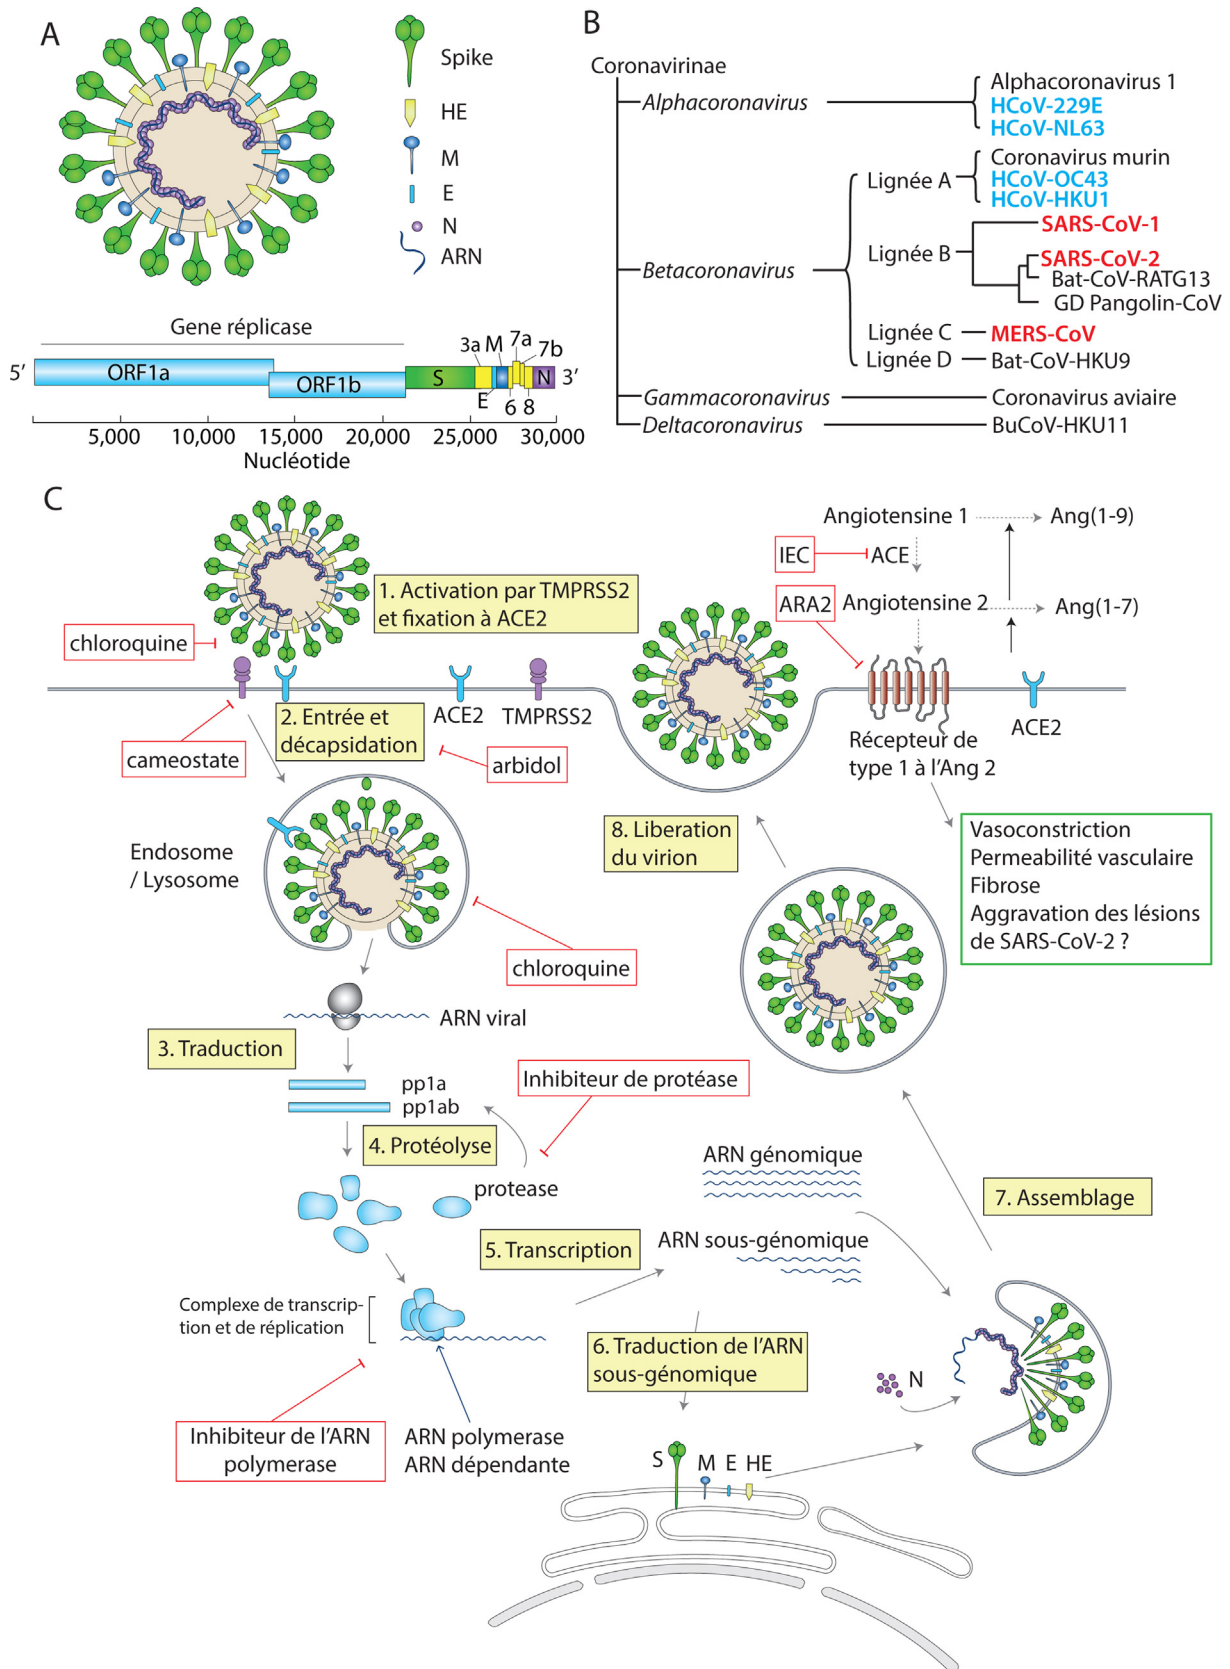 A
Spike
HE
M
E
N
ARN
Gene réplicase
3a M 7a 7b
5’ ORF1a ORF1b S N 3’
E 6 8
5,000 10,000 15,000 20,000 25,000 30,000
Nucléotide
B
Coronavirinae
Alphacoronavirus
Alphacoronavirus 1
HCoV-229E
HCoV-NL63
Betacoronavirus
Lignée A
Coronavirus murin
HCoV-OC43
HCoV-HKU1
Lignée B
SARS-CoV-1
SARS-CoV-2
Bat-CoV-RATG13
GD Pangolin-CoV
Lignée C
MERS-CoV
Lignée D
Bat-CoV-HKU9
Gammacoronavirus
Coronavirus aviaire
Deltacoronavirus
BuCoV-HKU11
C
1. Activation par TMPRSS2
et fixation à ACE2
chloroquine
2. Entrée et
décapsidation
ACE2
TMPRSS2
cameostate
arbidol
Endosome
/ Lysosome
chloroquine
ARN viral
3. Traduction
pp1a
pp1ab
Inhibiteur de protéase
4. Protéolyse
protease
5. Transcription
Complexe de transcrip-
tion et de réplication
Inhibiteur de l’ARN
polymerase
ARN polymerase
ARN dépendante
ARN génomique
ARN sous-génomique
6. Traduction de l’ARN
sous-génomique
S M E HE
N
7. Assemblage
8. Liberation
du virion
Angiotensine 1
Ang(1-9)
IEC
ACE
ARA2
Angiotensine 2
Ang(1-7)
Récepteur de
type 1 à l’Ang 2
ACE2
Vasoconstriction
Permeabilité vasculaire
Fibrose
Aggravation des lésions
de SARS-CoV-2 ?